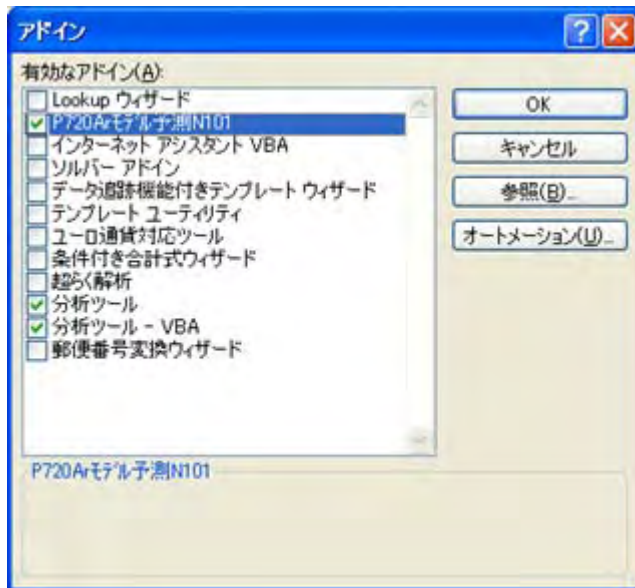 アドイン
有効なアドイン(A):
Lookup ウィザード
P720Arモデル予測N101
インターネット アシスタント VBA
ソルバー アドイン
データ追跡機能付きテンプレート ウィザード
テンプレート ユーティリティ
ユーロ通貨対応ツール
条件付き合計式ウィザード
超らく解析
分析ツール
分析ツール - VBA
郵便番号変換ウィザード
OK
キャンセル
参照(B)...
オートメーション(U)...
P720Arモデル予測N101